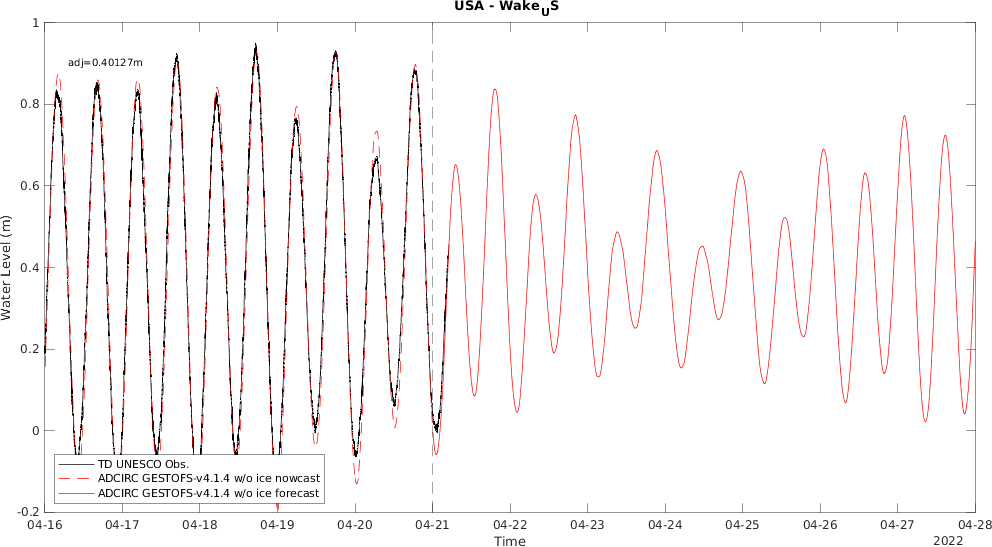 USA - Wake_US
adj=0.40127m
1
0.8
0.6
0.4
0.2
0
-0.2
Water Level (m)
TD UNESCO Obs.
ADCIRC GESTOFS-v4.1.4 w/o ice nowcast
ADCIRC GESTOFS-v4.1.4 w/o ice forecast
04-16 04-17 04-18 04-19 04-20 04-21 04-22 04-23 04-24 04-25 04-26 04-27 04-28
Time
2022